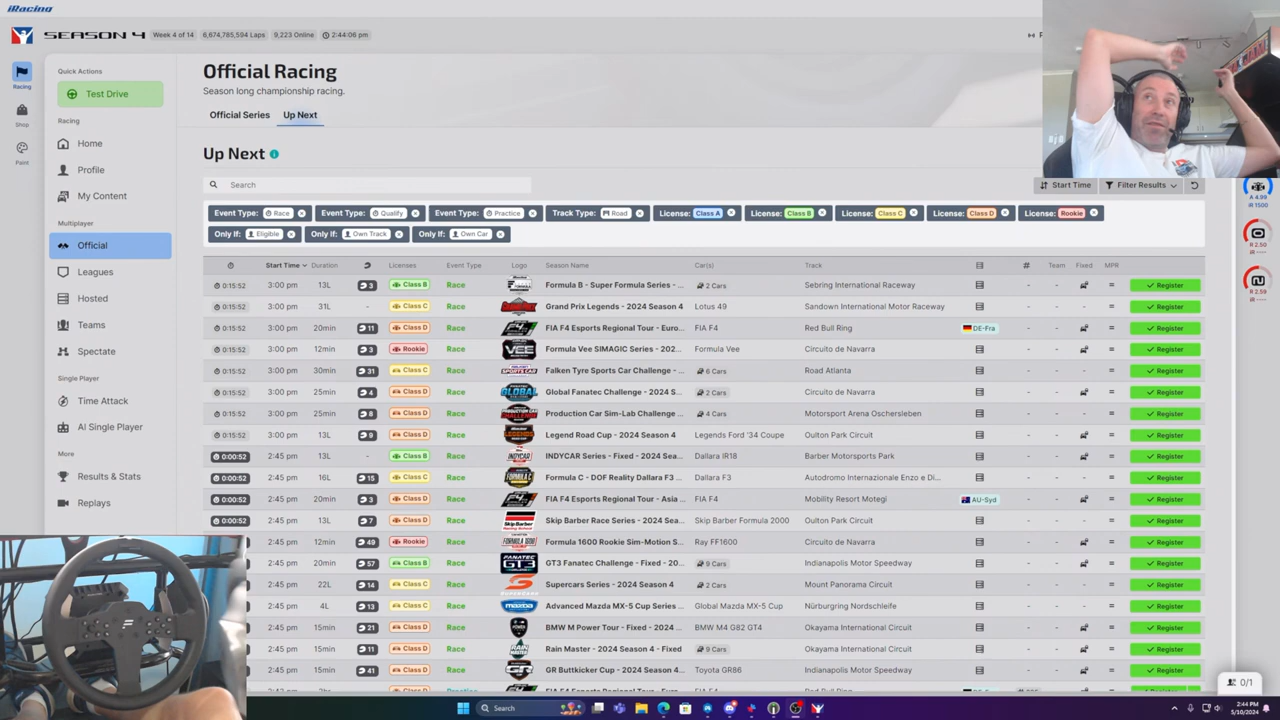 iRacing
SEASON 4 Week 4 of 14 6,674,785,594 Laps 9,223 Online 2:44:06 pm
Racing
Shop
Paint
Quick Actions
Test Drive
Racing
Home
Profile
My Content
Multiplayer
Official
Leagues
Hosted
Teams
Spectate
Single Player
Time Attack
AI Single Player
More
Results & Stats
Replays
Official Racing
Season long championship racing.
Official Series Up Next
Up Next
Search
Start Time Filter Results
Event Type: Race Event Type: Qualify Event Type: Practice Track Type: Road License: Class A License: Class B License: Class C License: Class D License: Rookie
Only If: Eligible Only If: Own Track Only If: Own Car
Start Time Duration Licenses Event Type Logo Season Name Car(s) Track # Team Fixed MPR
0:15:52 3:00 pm 13L 3 Class B Race Formula B - Super Formula Series - ... 2 Cars Sebring International Raceway - - = Register
0:15:52 3:00 pm 31L - Class C Race Grand Prix Legends - 2024 Season 4 Lotus 49 Sandown International Motor Raceway - - - = Register
0:15:52 3:00 pm 20min 11 Class D Race FIA F4 Esports Regional Tour - Euro... FIA F4 Red Bull Ring DE-Fra - - = Register
0:15:52 3:00 pm 12min 3 Rookie Race Formula Vee SIMAGIC Series - 202... Formula Vee Circuito de Navarra - - = Register
0:15:52 3:00 pm 30min 31 Class C Race Falken Tyre Sports Car Challenge - ... 6 Cars Road Atlanta - - - = Register
0:15:52 3:00 pm 25min 4 Class D Race Global Fanatec Challenge - 2024 S... 2 Cars Circuito de Navarra - - = Register
0:15:52 3:00 pm 25min 8 Class D Race Production Car Sim-Lab Challenge ... 4 Cars Motorsport Arena Oschersleben - - - = Register
0:15:52 3:00 pm 13L 9 Class D Race Legend Road Cup - 2024 Season 4... Legends Ford '34 Coupe Oulton Park Circuit - - = Register
0:00:52 2:45 pm 13L - Class B Race INDYCAR Series - Fixed - 2024 Sea... Dallara IR18 Barber Motorsports Park - - = Register
0:00:52 2:45 pm 16L 15 Class C Race Formula C - DOF Reality Dallara F3 ... Dallara F3 Autodromo Internazionale Enzo e Di... - - = Register
0:00:52 2:45 pm 20min 3 Class D Race FIA F4 Esports Regional Tour - Asia ... FIA F4 Mobility Resort Motegi AU-Syd - - = Register
0:00:52 2:45 pm 13L 7 Class D Race Skip Barber Race Series - 2024 Sea... Skip Barber Formula 2000 Oulton Park Circuit - - = Register
2:45 pm 12min 49 Rookie Race Formula 1600 Rookie Sim-Motion S... Ray FF1600 Circuito de Navarra - - = Register
2:45 pm 20min 57 Class B Race GT3 Fanatec Challenge - Fixed - 20... 9 Cars Indianapolis Motor Speedway - - = Register
2:45 pm 22L 14 Class C Race Supercars Series - 2024 Season 4 2 Cars Mount Panorama Circuit - - - = Register
2:45 pm 4L 13 Class C Race Advanced Mazda MX-5 Cup Series ... Global Mazda MX-5 Cup Nürburgring Nordschleife - - = Register
2:45 pm 15min 21 Class D Race BMW M Power Tour - Fixed - 2024 ... BMW M4 G82 GT4 Okayama International Circuit - - = Register
2:45 pm 15min 11 Class D Race Rain Master - 2024 Season 4 - Fixed 9 Cars Okayama International Circuit - - = Register
2:45 pm 15min 41 Class D Race GR Buttkicker Cup - 2024 Season 4... Toyota GR86 Indianapolis Motor Speedway - - = Register
A 4.99
iR 1500
R 2.50
iR ----
R 2.59
iR ----
0/1
Search
2:44 PM
5/10/2024